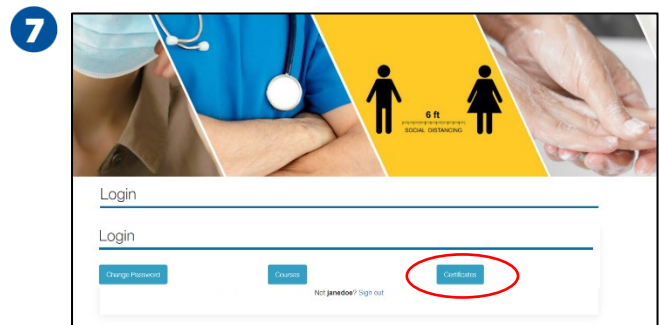 7
6 ft
SOCIAL DISTANCING
Login
Login
Change Password
Courses
Certificates
Not janedoe? Sign out